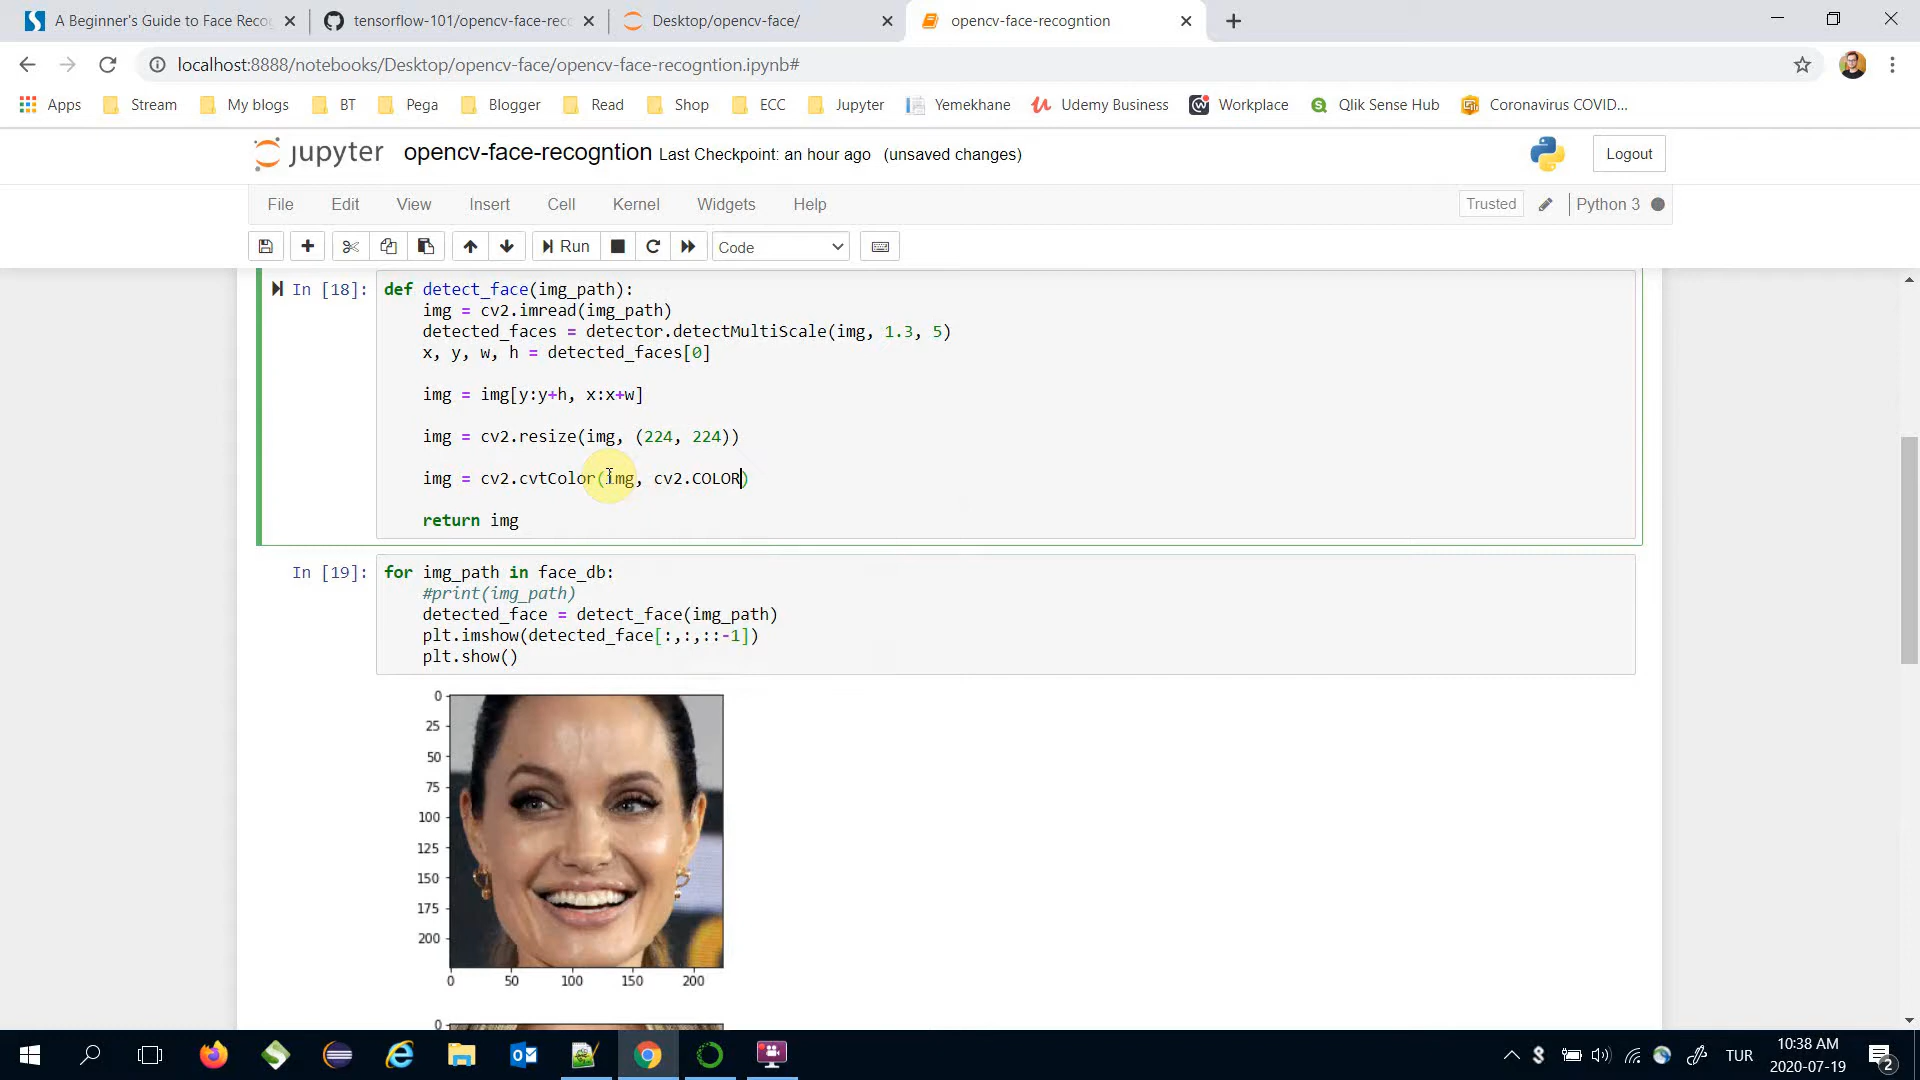 A Beginner's Guide to Face Reco
tensorflow-101/opencv-face-reco
Desktop/opencv-face/
opencv-face-recogntion
localhost:8888/notebooks/Desktop/opencv-face/opencv-face-recogntion.ipynb#
Apps Stream My blogs BT Pega Blogger Read Shop ECC Jupyter Yemekhane Udemy Business Workplace Qlik Sense Hub Coronavirus COVID...
jupyter opencv-face-recogntion Last Checkpoint: an hour ago (unsaved changes) Logout
File Edit View Insert Cell Kernel Widgets Help Trusted Python 3
Run Code
In [18]: def detect_face(img_path):
img = cv2.imread(img_path)
detected_faces = detector.detectMultiScale(img, 1.3, 5)
x, y, w, h = detected_faces[0]
img = img[y:y+h, x:x+w]
img = cv2.resize(img, (224, 224))
img = cv2.cvtColor(img, cv2.COLOR)
return img
In [19]: for img_path in face_db:
#print(img_path)
detected_face = detect_face(img_path)
plt.imshow(detected_face[:,:,::-1])
plt.show()
0
25
50
75
100
125
150
175
200
0 50 100 150 200
0
TUR
10:38 AM
2020-07-19
2